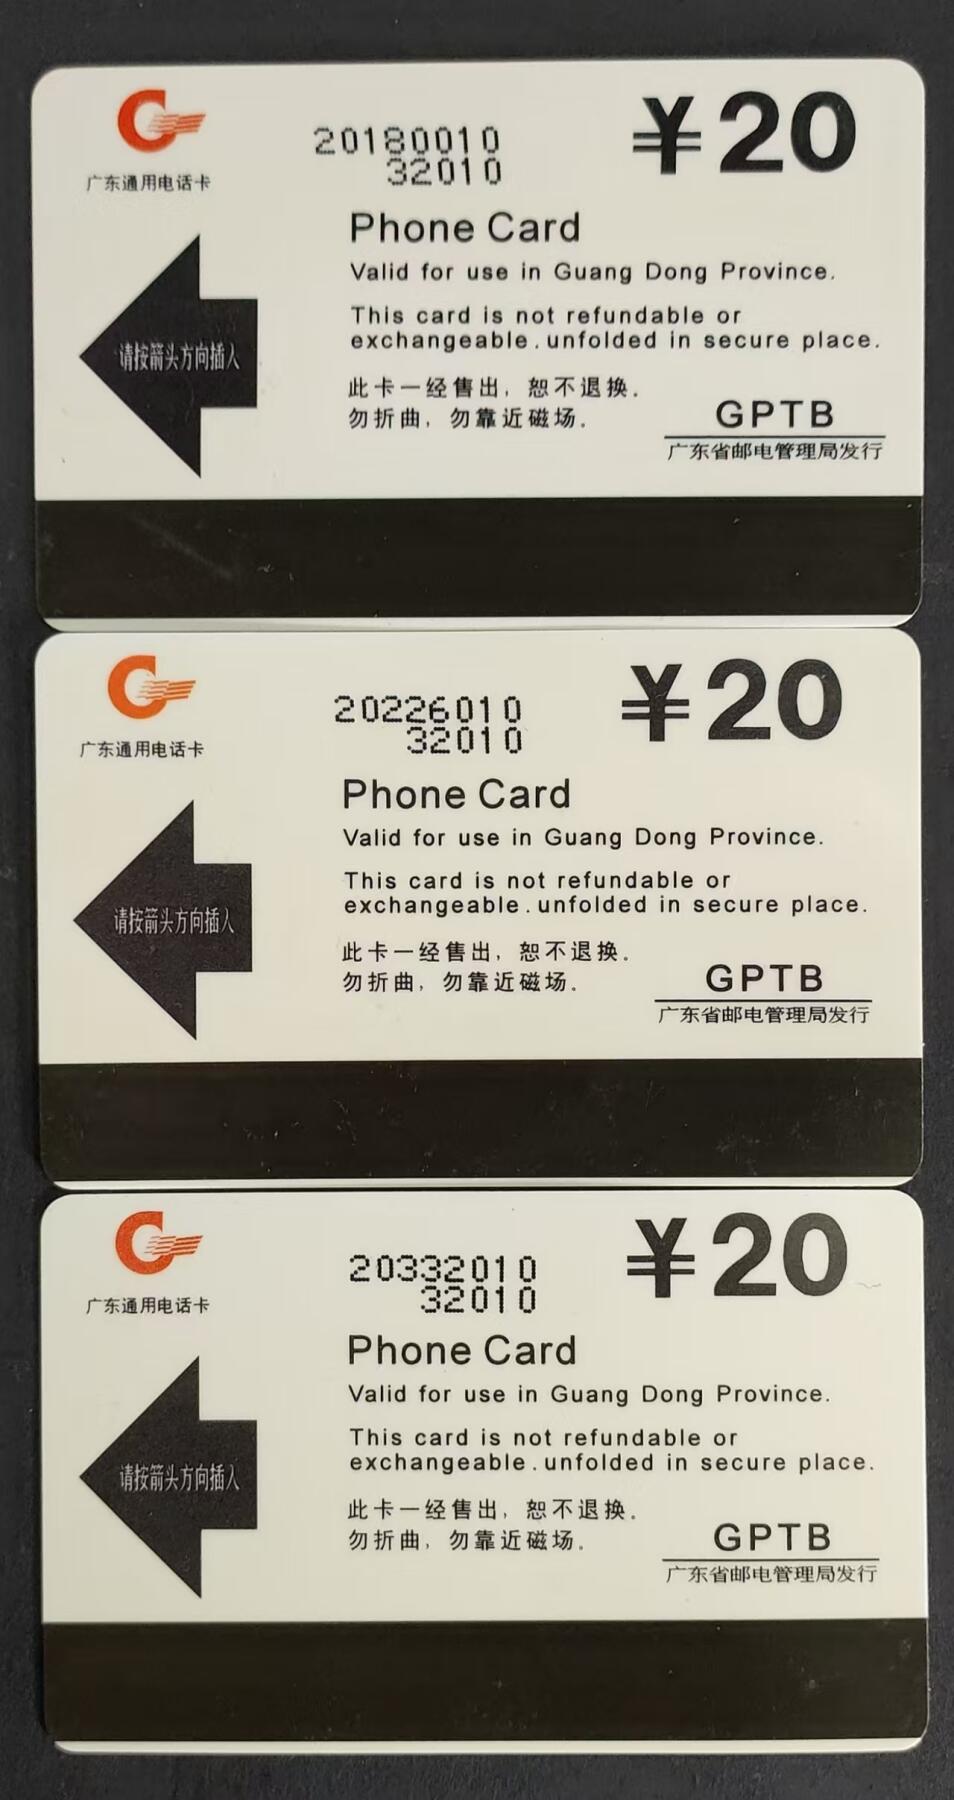 ¥20
20180010
32010
广东通用电话卡
Phone Card
Valid for use in Guang Dong Province.
This card is not refundable or
exchangeable.unfolded in secure place.
请按箭头方向插入
此卡一经售出，恕不退换。
勿折曲，勿靠近磁场。
GPTB
广东省邮电管理局发行
¥20
20226010
32010
广东通用电话卡
Phone Card
Valid for use in Guang Dong Province.
This card is not refundable or
exchangeable.unfolded in secure place.
请按箭头方向插入
此卡一经售出，恕不退换。
勿折曲，勿靠近磁场。
GPTB
广东省邮电管理局发行
¥20
20332010
32010
广东通用电话卡
Phone Card
Valid for use in Guang Dong Province.
This card is not refundable or
exchangeable.unfolded in secure place.
请按箭头方向插入
此卡一经售出，恕不退换。
勿折曲，勿靠近磁场。
GPTB
广东省邮电管理局发行